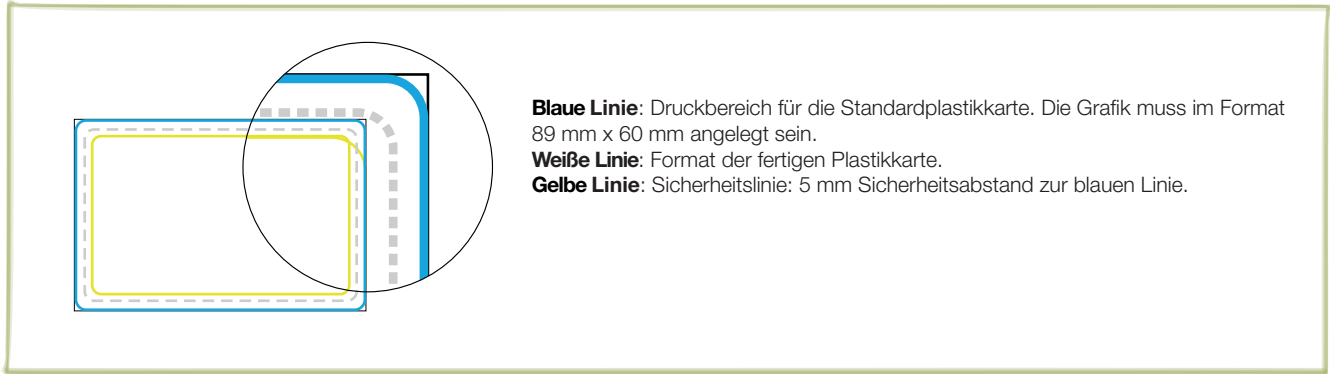 Blaue Linie: Druckbereich für die Standardplastikkarte. Die Grafik muss im Format
89 mm x 60 mm angelegt sein.
Weiße Linie: Format der fertigen Plastikkarte.
Gelbe Linie: Sicherheitslinie: 5 mm Sicherheitsabstand zur blauen Linie.